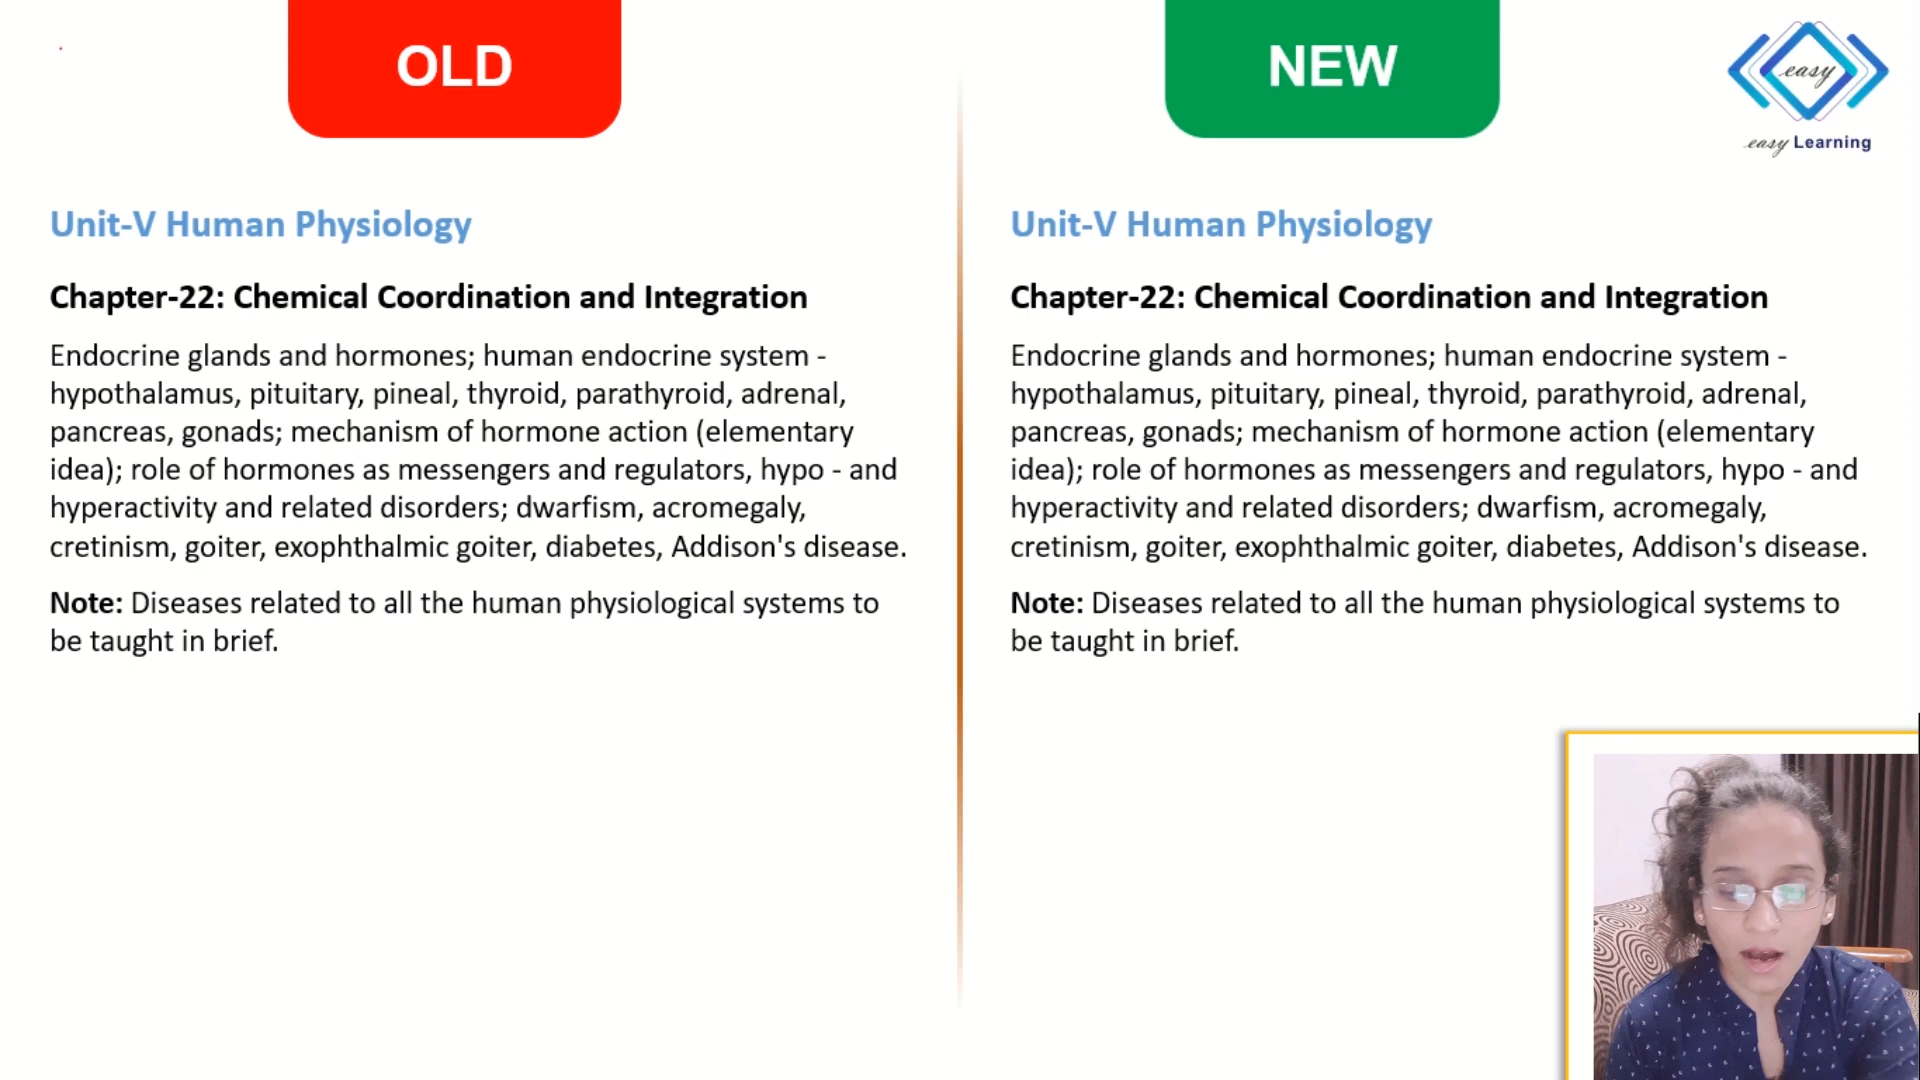 OLD
Unit-V Human Physiology
Chapter-22: Chemical Coordination and Integration
Endocrine glands and hormones; human endocrine system -
hypothalamus, pituitary, pineal, thyroid, parathyroid, adrenal,
pancreas, gonads; mechanism of hormone action (elementary
idea); role of hormones as messengers and regulators, hypo - and
hyperactivity and related disorders; dwarfism, acromegaly,
cretinism, goiter, exophthalmic goiter, diabetes, Addison's disease.
Note: Diseases related to all the human physiological systems to
be taught in brief.
NEW
Unit-V Human Physiology
Chapter-22: Chemical Coordination and Integration
Endocrine glands and hormones; human endocrine system -
hypothalamus, pituitary, pineal, thyroid, parathyroid, adrenal,
pancreas, gonads; mechanism of hormone action (elementary
idea); role of hormones as messengers and regulators, hypo - and
hyperactivity and related disorders; dwarfism, acromegaly,
cretinism, goiter, exophthalmic goiter, diabetes, Addison's disease.
Note: Diseases related to all the human physiological systems to
be taught in brief.
easy
easy Learning